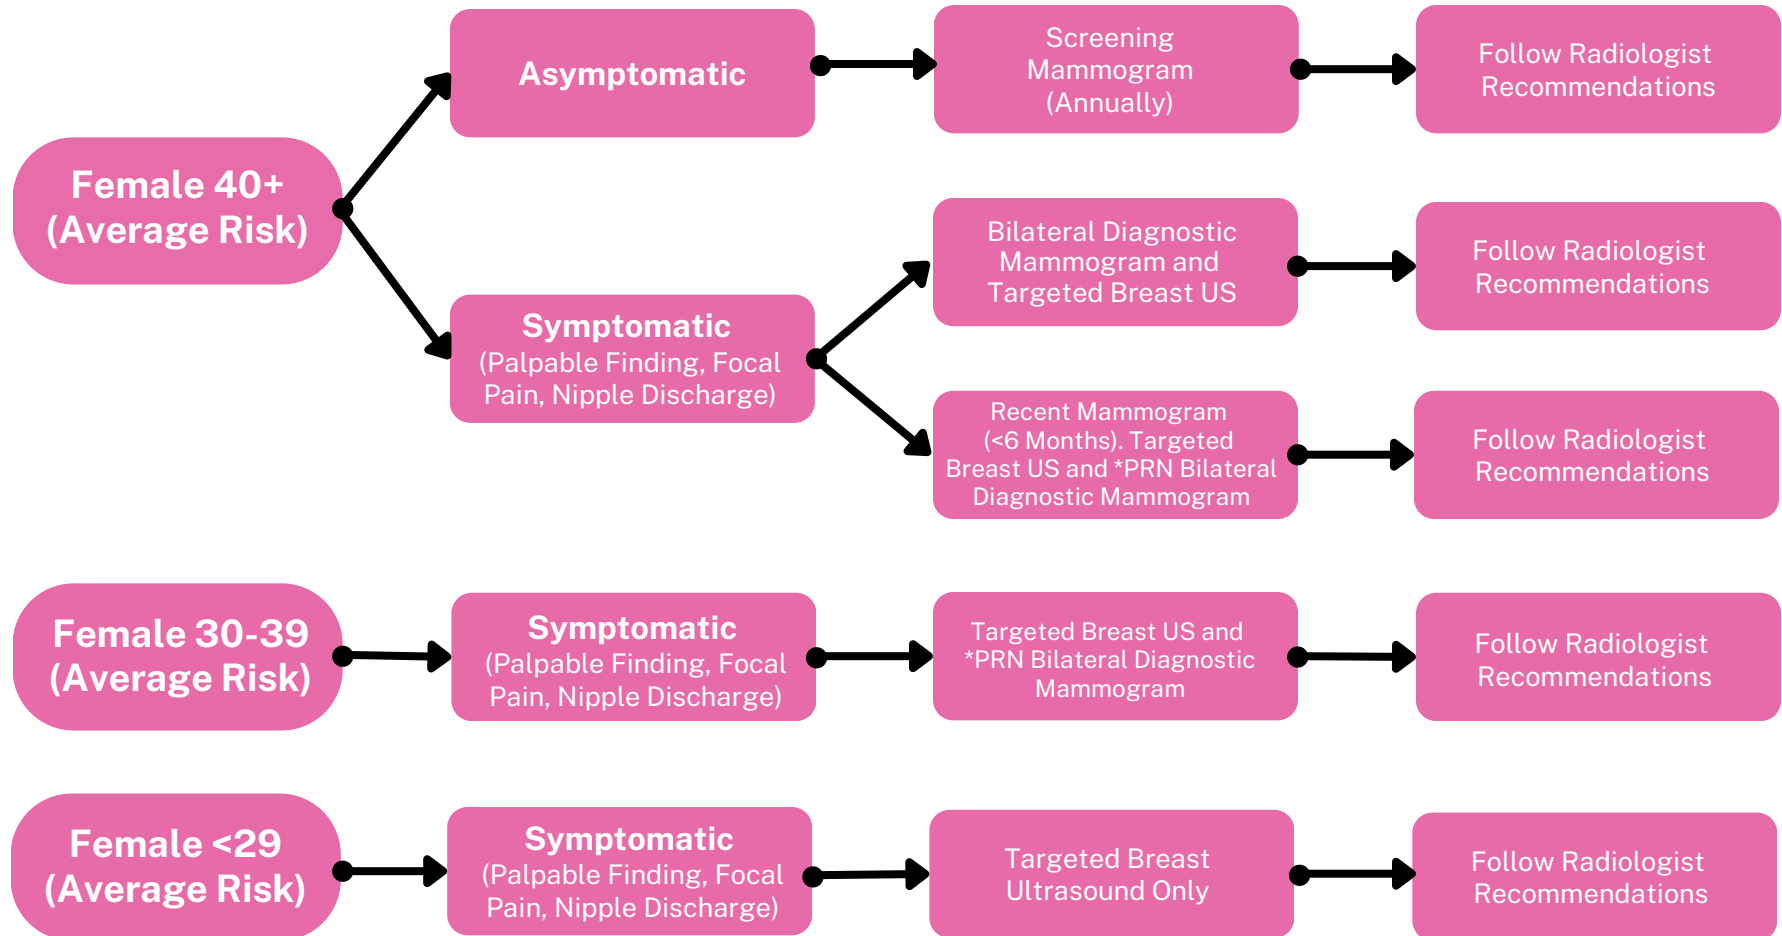 Female 40+
(Average Risk)
Asymptomatic
Screening
Mammogram
(Annually)
Follow Radiologist
Recommendations
Symptomatic
(Palpable Finding, Focal
Pain, Nipple Discharge)
Bilateral Diagnostic
Mammogram and
Targeted Breast US
Follow Radiologist
Recommendations
Recent Mammogram
(<6 Months). Targeted
Breast US and *PRN Bilateral
Diagnostic Mammogram
Follow Radiologist
Recommendations
Female 30-39
(Average Risk)
Symptomatic
(Palpable Finding, Focal
Pain, Nipple Discharge)
Targeted Breast US and
*PRN Bilateral Diagnostic
Mammogram
Follow Radiologist
Recommendations
Female <29
(Average Risk)
Symptomatic
(Palpable Finding, Focal
Pain, Nipple Discharge)
Targeted Breast
Ultrasound Only
Follow Radiologist
Recommendations